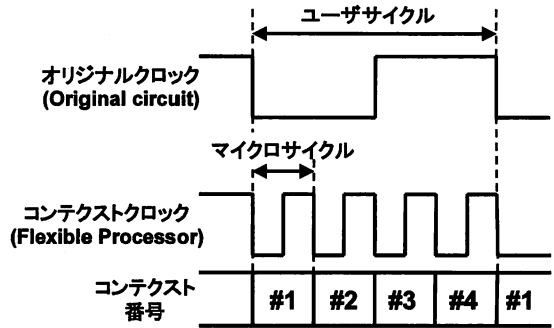 ユーザサイクル
オリジナルクロック
(Original circuit)
マイクロサイクル
コンテクストクロック
(Flexible Processor)
コンテクスト
番号
#1 #2 #3 #4 #1